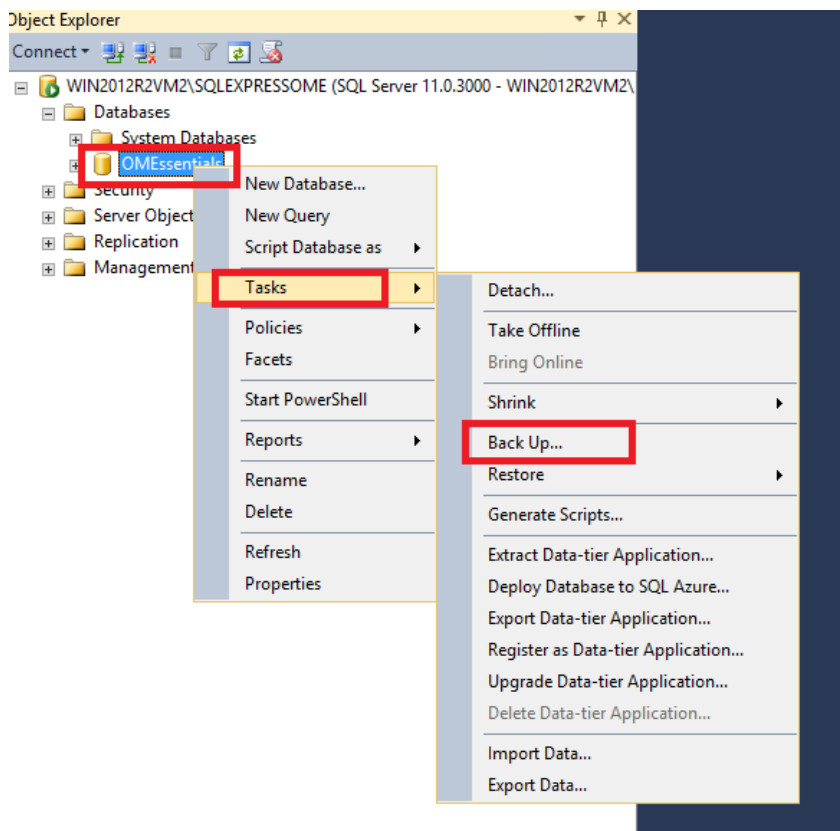 Object Explorer
Connect
WIN2012R2VM2\SQLEXPRESSOME (SQL Server 11.0.3000 - WIN2012R2VM2\
Databases
System Databases
OMEssentials
Security
Server Object
Replication
Management
New Database...
New Query
Script Database as
Tasks
Policies
Facets
Start PowerShell
Reports
Rename
Delete
Refresh
Properties
Detach...
Take Offline
Bring Online
Shrink
Back Up...
Restore
Generate Scripts...
Extract Data-tier Application...
Deploy Database to SQL Azure...
Export Data-tier Application...
Register as Data-tier Application...
Upgrade Data-tier Application...
Delete Data-tier Application...
Import Data...
Export Data...